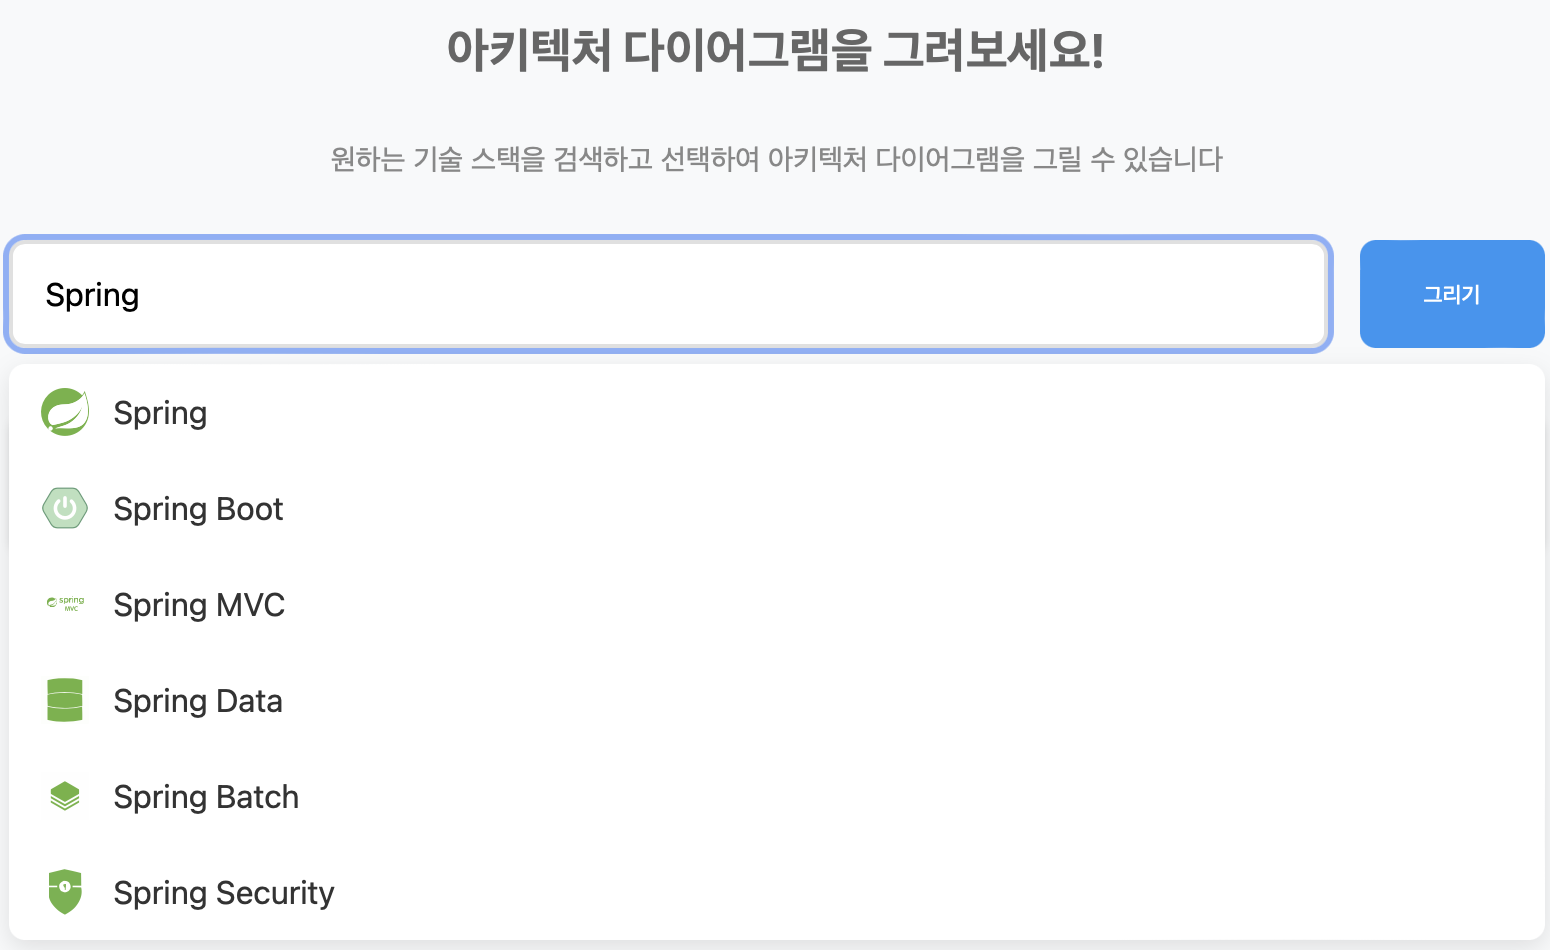 아키텍처 다이어그램을 그려보세요!
원하는 기술 스택을 검색하고 선택하여 아키텍처 다이어그램을 그릴 수 있습니다
Spring
그리기
Spring
Spring Boot
spring
MVC
Spring MVC
Spring Data
Spring Batch
Spring Security